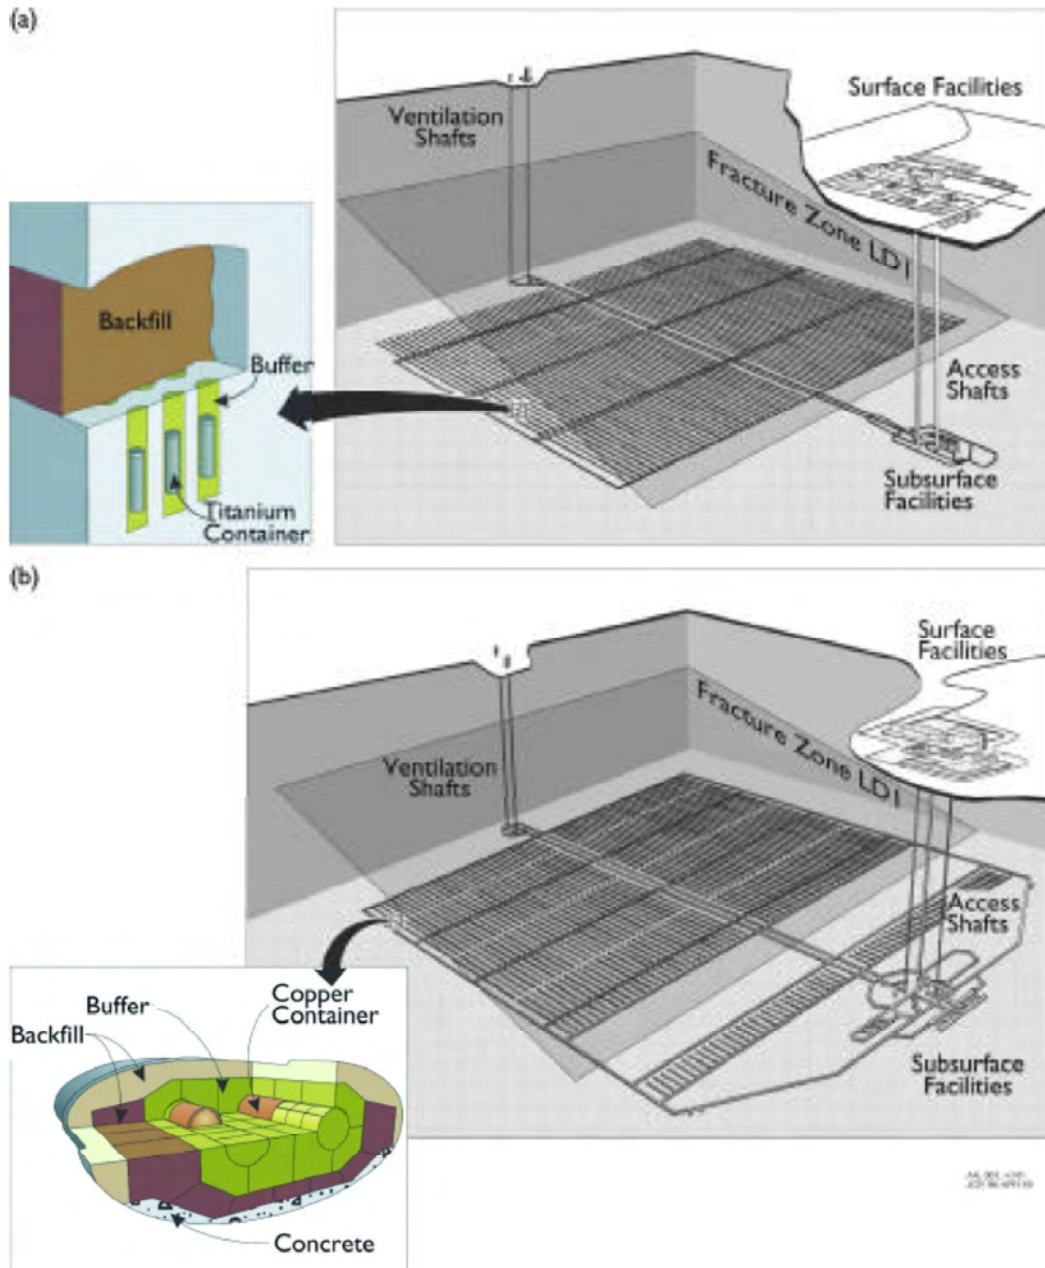 (a)
Surface Facilities
Ventilation
Shafts
Fracture Zone LD1
Backfill
Buffer
Access
Shafts
Subsurface
Facilities
Titanium
Container
(b)
Surface
Facilities
Fracture Zone LD1
Ventilation
Shafts
Access
Shafts
Copper
Container
Buffer
Backfill
Subsurface
Facilities
Concrete